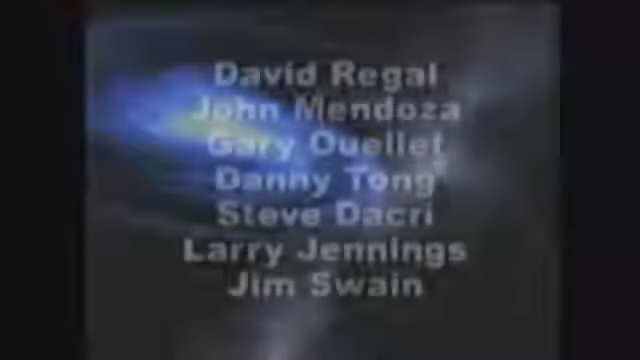 David Regal
John Mendoza
Gary Ouellet
Danny Tong
Steve Dacri
Larry Jennings
Jim Swain